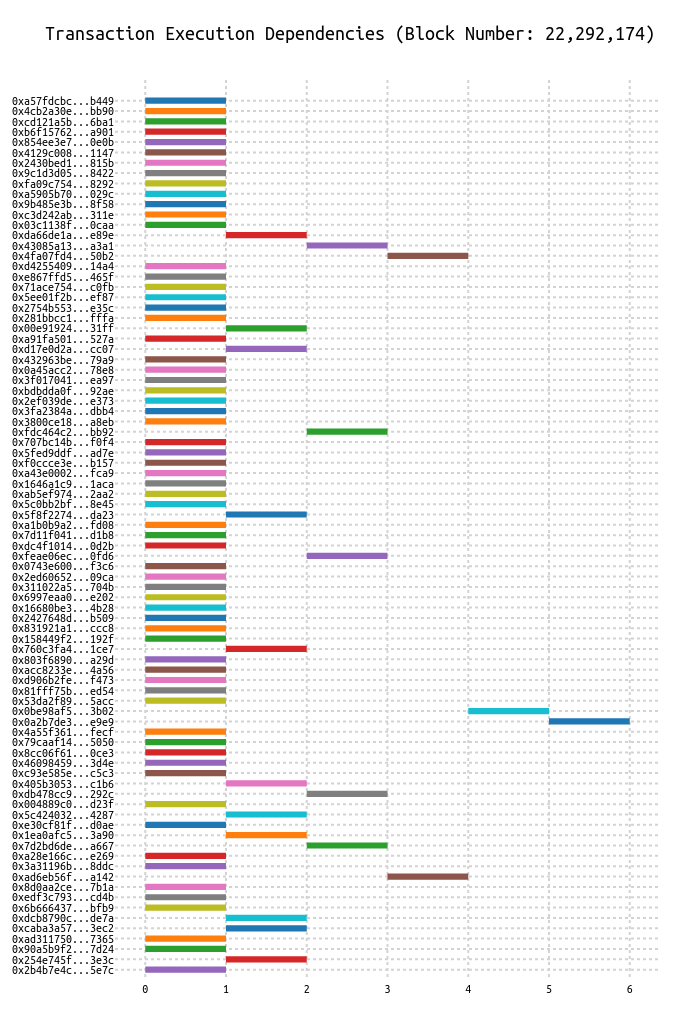 Transaction Execution Dependencies (Block Number: 22,292,174)
0xa57fdcbc...b449
0x4cb2a30e...bb90
0xcd121a5b...6ba1
0xb6f15762...a901
0x854ee3e7...0e0b
0x4129c008...1147
0x2430bed1...815b
0x9c1d3d05...8422
0xfa09c754...8292
0xa5905b70...029c
0x9b485e3b...8f58
0xc3d242ab...311e
0x03c1138f...0caa
0xda66de1a...e89e
0x43085a13...a3a1
0x4fa07fd4...50b2
0xd4255409...14a4
0xe867ffd5...465f
0x71ace754...c0fb
0x5ee01f2b...ef87
0x2754b553...e35c
0x281bbcc1...fffa
0x00e91924...31ff
0xa91fa501...527a
0xd17e0d2a...cc07
0x432963be...79a9
0x0a45acc2...78e8
0x3f017041...ea97
0xbdbdda0f...92ae
0x2ef039de...e373
0x3fa2384a...dbb4
0x3800ce18...a8eb
0xfdc464c2...bb92
0x707bc14b...f0f4
0x5fed9ddf...ad7e
0xf0ccce3e...b157
0xa43e0002...fca9
0x1646a1c9...1aca
0xab5ef974...2aa2
0x5c0bb2bf...8e45
0x5f8f2274...da23
0xa1b0b9a2...fd08
0x7d11f041...d1b8
0xdc4f1014...0d2b
0xfeae06ec...0fd6
0x0743e600...f3c6
0x2ed60652...09ca
0x311022a5...704b
0x6997eaa0...e202
0x16680be3...4b28
0x2427648d...b509
0x831921a1...ccc8
0x158449f2...192f
0x760c3fa4...1ce7
0x803f6890...a29d
0xacc8233e...4a56
0xd906b2fe...f473
0x81fff75b...ed54
0x53da2f89...5acc
0x0be98af5...3b02
0x0a2b7de3...e9e9
0x4a55f361...fecf
0x79caaf14...5050
0x8cc06f61...0ce3
0x46098459...3d4e
0xc93e585e...c5c3
0x405b3053...c1b6
0xdb478cc9...292c
0x004889c0...d23f
0x5c424032...4287
0xe30cf81f...d0ae
0x1ea0afc5...3a90
0x7d2bd6de...a667
0xa28e166c...e269
0x3a31196b...8ddc
0xad6eb56f...a142
0x8d0aa2ce...7b1a
0xedf3c793...cd4b
0x6b666437...bfb9
0xdcb8790c...de7a
0xcaba3a57...3ec2
0xad311750...7365
0x90a5b9f2...7d24
0x254e745f...3e3c
0x2b4b7e4c...5e7c
0 1 2 3 4 5 6